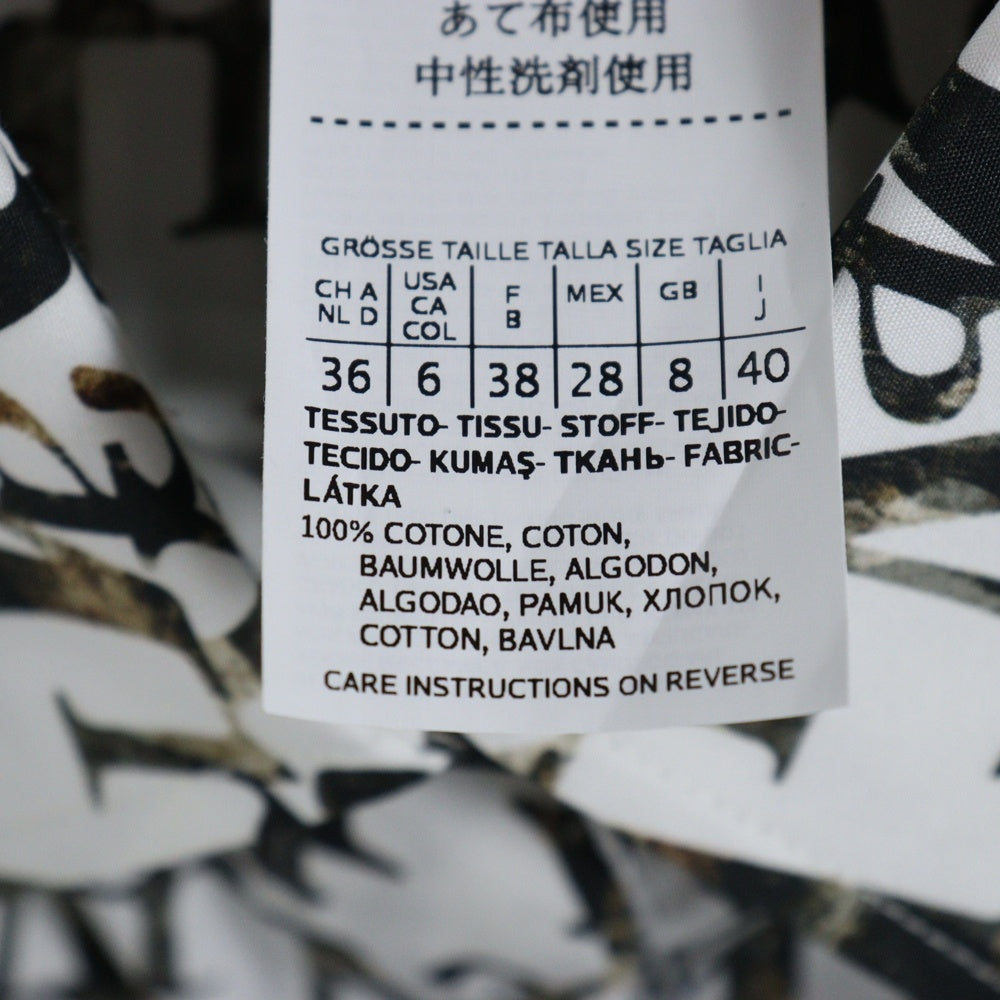 あて布使用
中性洗剤使用
GRÖSSE TAILLE TALLA SIZE TAGLIA
CH A NL D USA CA COL F B MEX GB I J
36 6 38 28 8 40
TESSUTO- TISSU- STOFF- TEJIDO-
TECIDO- KUMAŞ- ТКАНЬ- FABRIC-
LÁTKA
100% COTONE, COTON,
BAUMWOLLE, ALGODON,
ALGODAO, PAMUK, ХЛОПОК,
COTTON, BAVLNA
CARE INSTRUCTIONS ON REVERSE